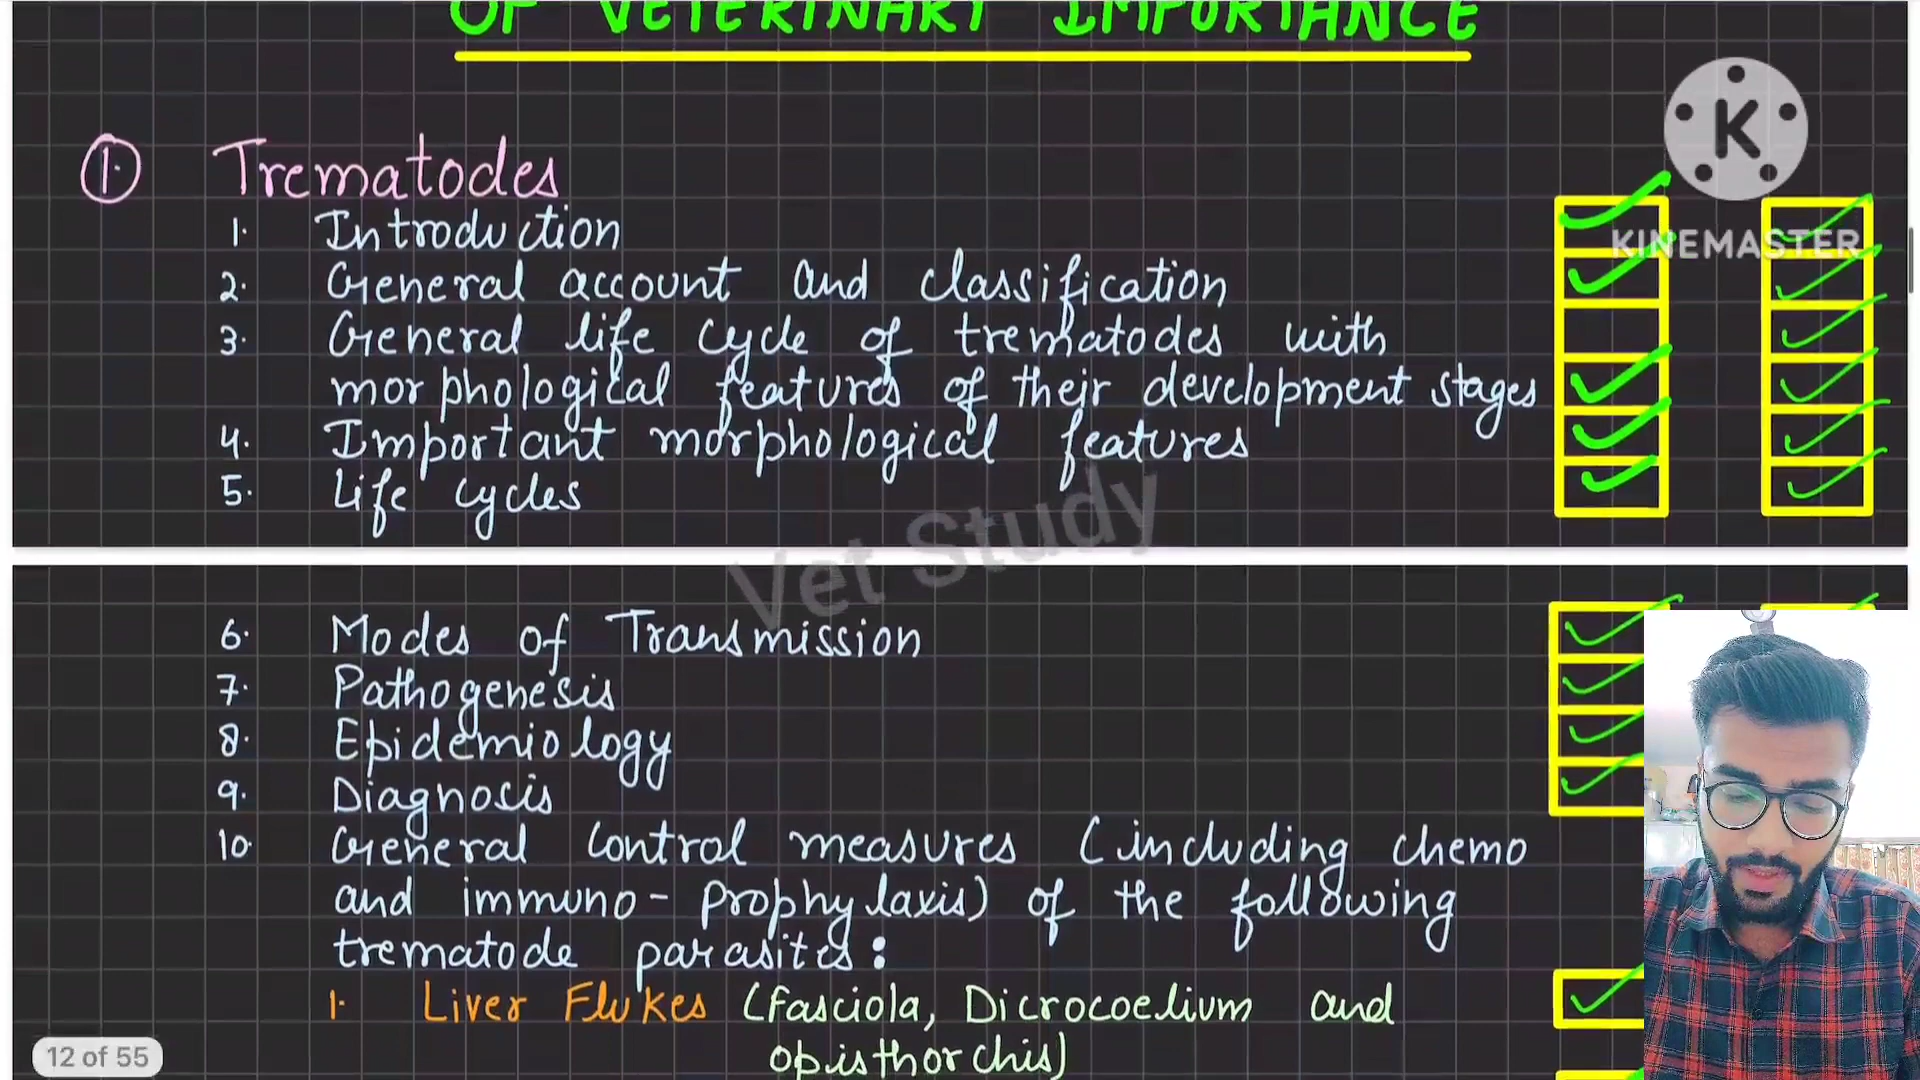 OF VETERINARY IMPORTANCE
1. Trematodes
1. Introduction
2. General account and classification
3. General life cycle of trematodes with
morphological features of their development stages
4. Important morphological features
5. Life cycles
6. Modes of Transmission
7. Pathogenesis
8. Epidemiology
9. Diagnosis
10. General control measures (including chemo
and immuno-prophylaxis) of the following
trematode parasites:
1. Liver Flukes (Fasciola, Dicrocoelium and
opisthorchis)
Vet Study
K
KINEMASTER
12 of 55